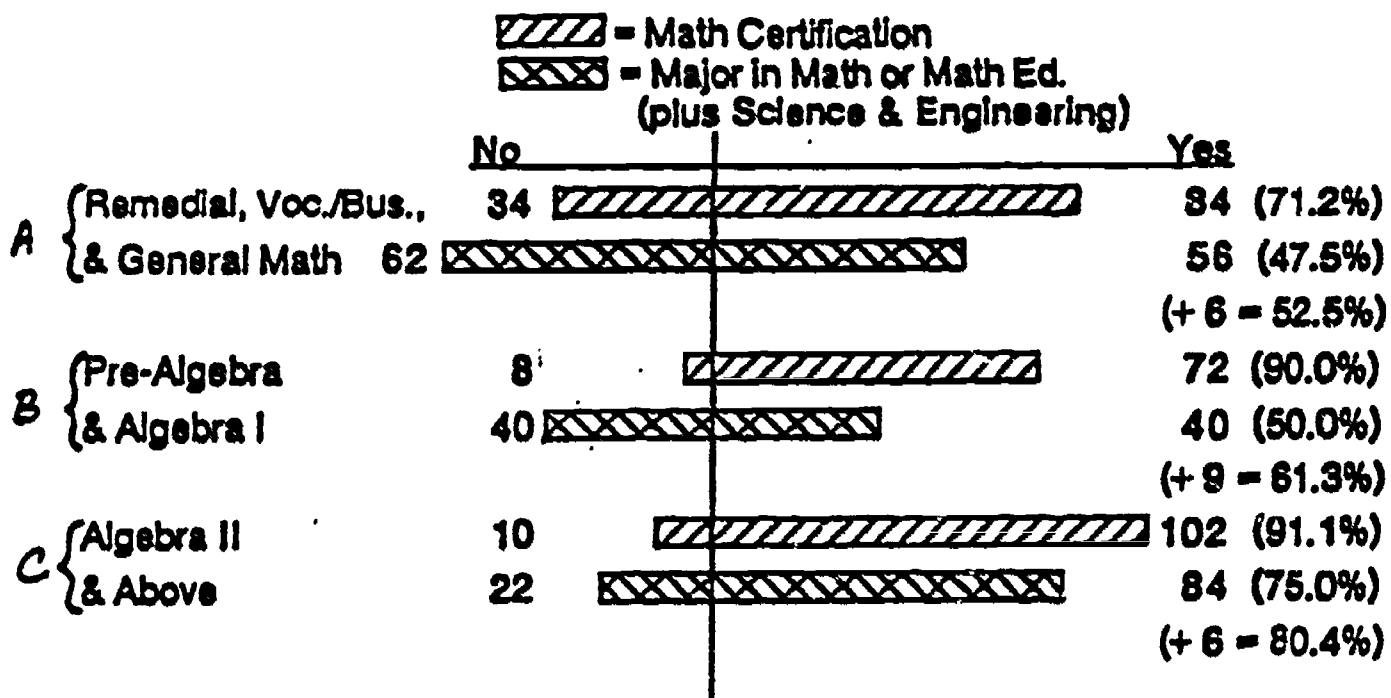 = Math Certification
= Major in Math or Math Ed.
(plus Science & Engineering)
No Yes
A { Remedial, Voc./Bus., 34 84 (71.2%)
& General Math 62 56 (47.5%)
(+ 6 = 52.5%)
B { Pre-Algebra 8 72 (90.0%)
& Algebra I 40 40 (50.0%)
(+ 9 = 61.3%)
C { Algebra II 10 102 (91.1%)
& Above 22 84 (75.0%)
(+ 6 = 80.4%)